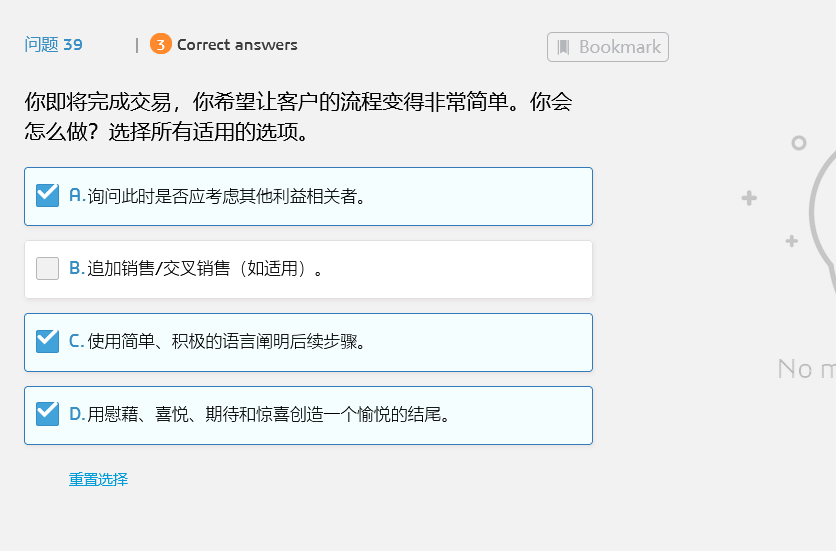 问题 39 | 3 Correct answers Bookmark
你即将完成交易，你希望让客户的流程变得非常简单。你会
怎么做？选择所有适用的选项。
A. 询问此时是否应考虑其他利益相关者。
B. 追加销售/交叉销售（如适用）。
C. 使用简单、积极的语言阐明后续步骤。
No m
D. 用慰藉、喜悦、期待和惊喜创造一个愉悦的结尾。
重置选择